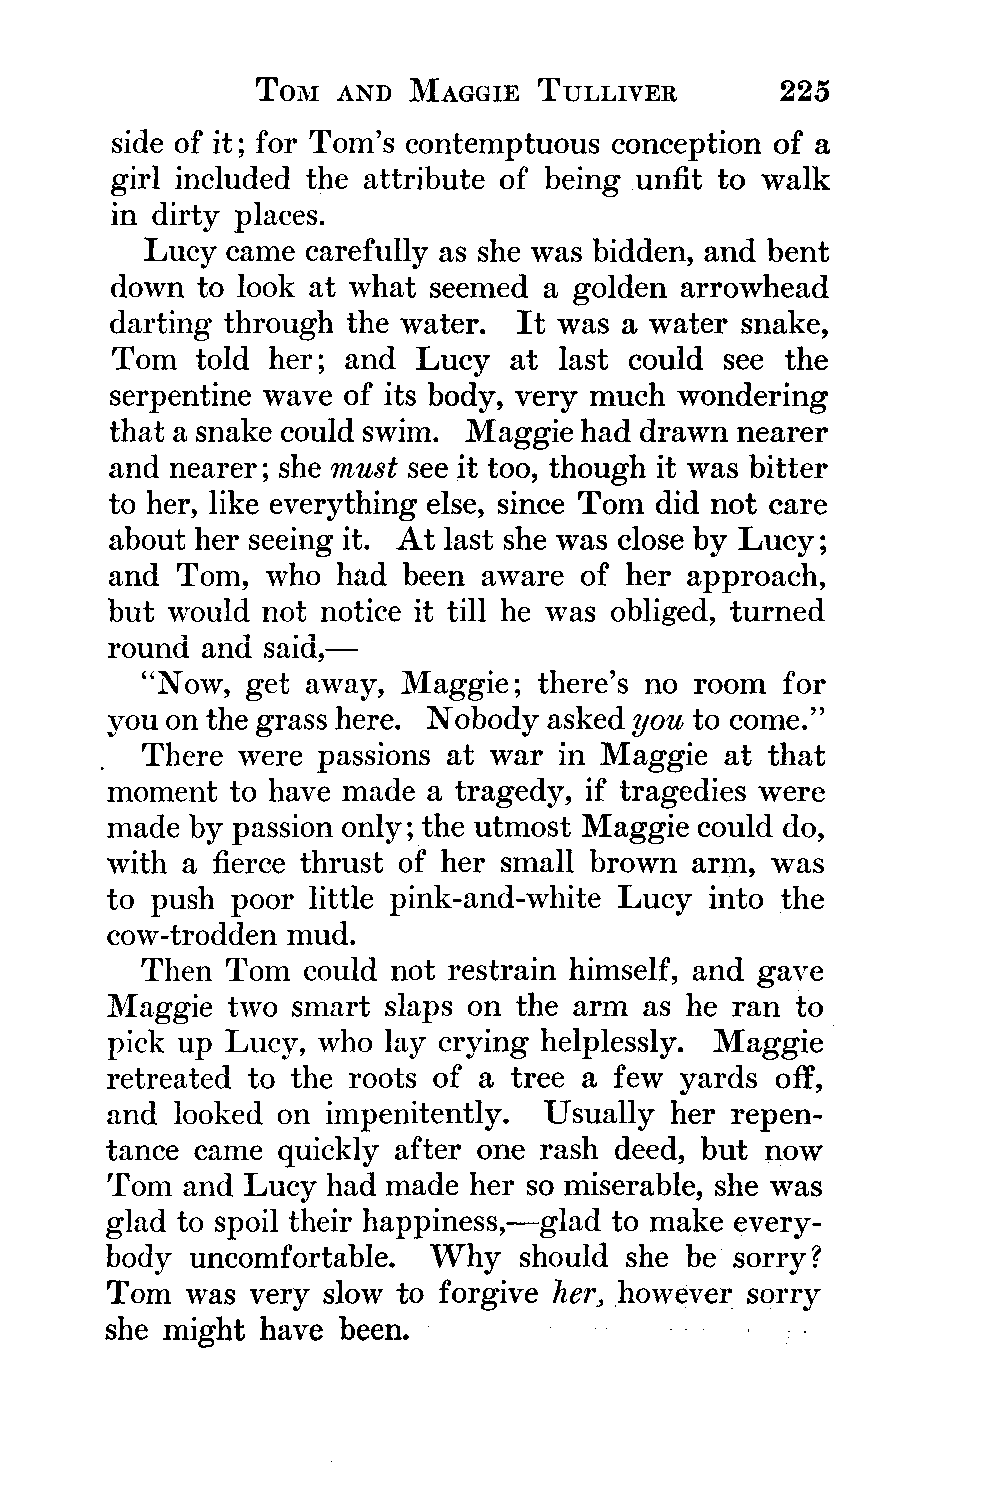 TOM AND MAGGIE TULLIVER 225
side of it; for Tom's contemptuous conception of a
girl included the attribute of being unfit to walk
in dirty places.
Lucy came carefully as she was bidden, and bent
down to look at what seemed a golden arrowhead
darting through the water. It was a water snake,
Tom told her; and Lucy at last could see the
serpentine wave of its body, very much wondering
that a snake could swim. Maggie had drawn nearer
and nearer; she must see it too, though it was bitter
to her, like everything else, since Tom did not care
about her seeing it. At last she was close by Lucy;
and Tom, who had been aware of her approach,
but would not notice it till he was obliged, turned
round and said,—
“Now, get away, Maggie; there's no room for
you on the grass here. Nobody asked you to come.”
There were passions at war in Maggie at that
moment to have made a tragedy, if tragedies were
made by passion only; the utmost Maggie could do,
with a fierce thrust of her small brown arm, was
to push poor little pink-and-white Lucy into the
cow-trodden mud.
Then Tom could not restrain himself, and gave
Maggie two smart slaps on the arm as he ran to
pick up Lucy, who lay crying helplessly. Maggie
retreated to the roots of a tree a few yards off,
and looked on impenitently. Usually her repen-
tance came quickly after one rash deed, but now
Tom and Lucy had made her so miserable, she was
glad to spoil their happiness,—glad to make every-
body uncomfortable. Why should she be sorry?
Tom was very slow to forgive her, however sorry
she might have been.